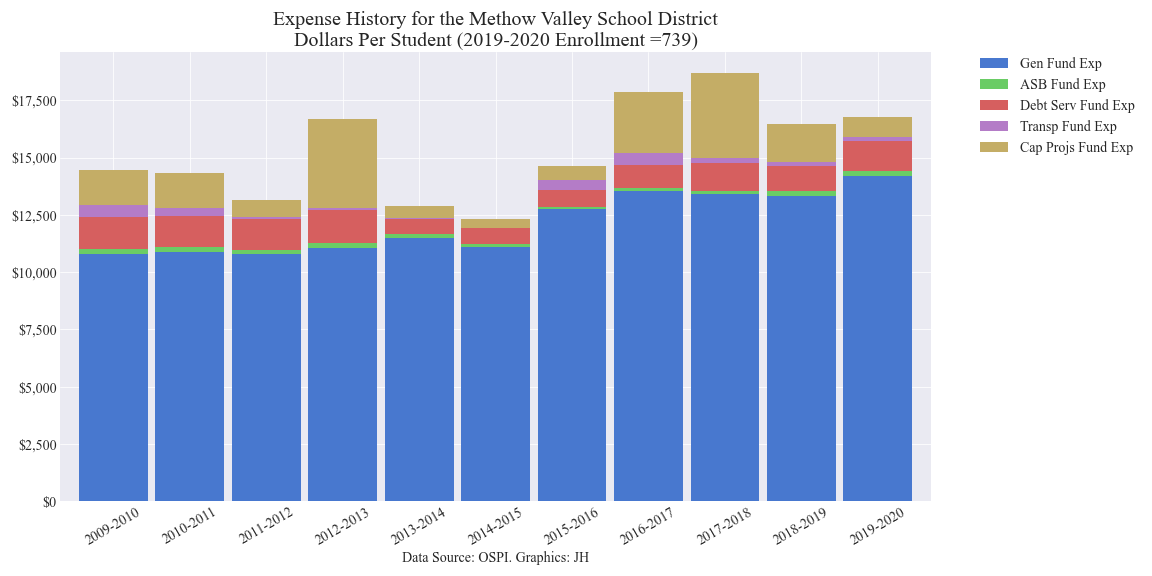 Expense History for the Methow Valley School District
Dollars Per Student (2019-2020 Enrollment =739)
Gen Fund Exp
ASB Fund Exp
Debt Serv Fund Exp
Transp Fund Exp
Cap Projs Fund Exp
$17,500
$15,000
$12,500
$10,000
$7,500
$5,000
$2,500
$0
2009-2010
2010-2011
2011-2012
2012-2013
2013-2014
2014-2015
2015-2016
2016-2017
2017-2018
2018-2019
2019-2020
Data Source: OSPI. Graphics: JH